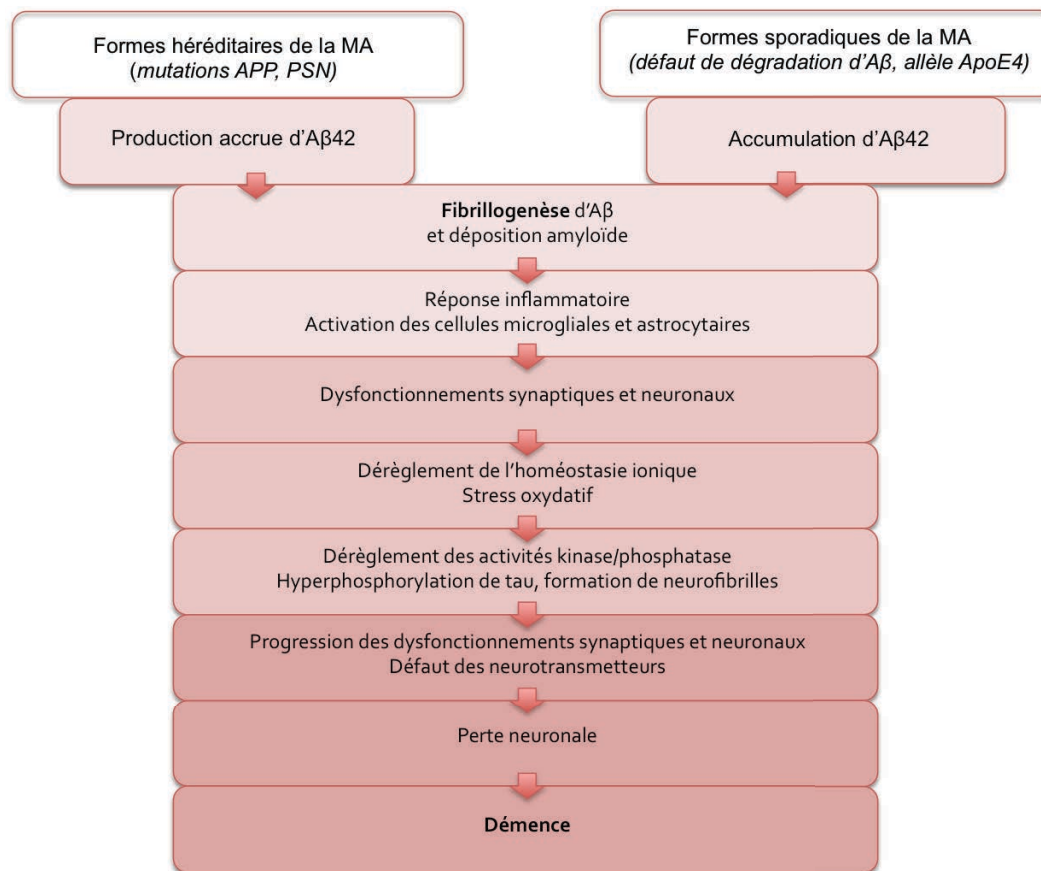 Formes héréditaires de la MA
(mutations APP, PSN)
Formes sporadiques de la MA
(défaut de dégradation d'Aβ, allèle ApoE4)
Production accrue d'Aβ42
Accumulation d'Aβ42
Fibrillogenèse d'Aβ
et déposition amyloïde
Réponse inflammatoire
Activation des cellules microgliales et astrocytaires
Dysfonctionnements synaptiques et neuronaux
Dérèglement de l'homéostasie ionique
Stress oxydatif
Dérèglement des activités kinase/phosphatase
Hyperphosphorylation de tau, formation de neurofibrilles
Progression des dysfonctionnements synaptiques et neuronaux
Défaut des neurotransmetteurs
Perte neuronale
Démence